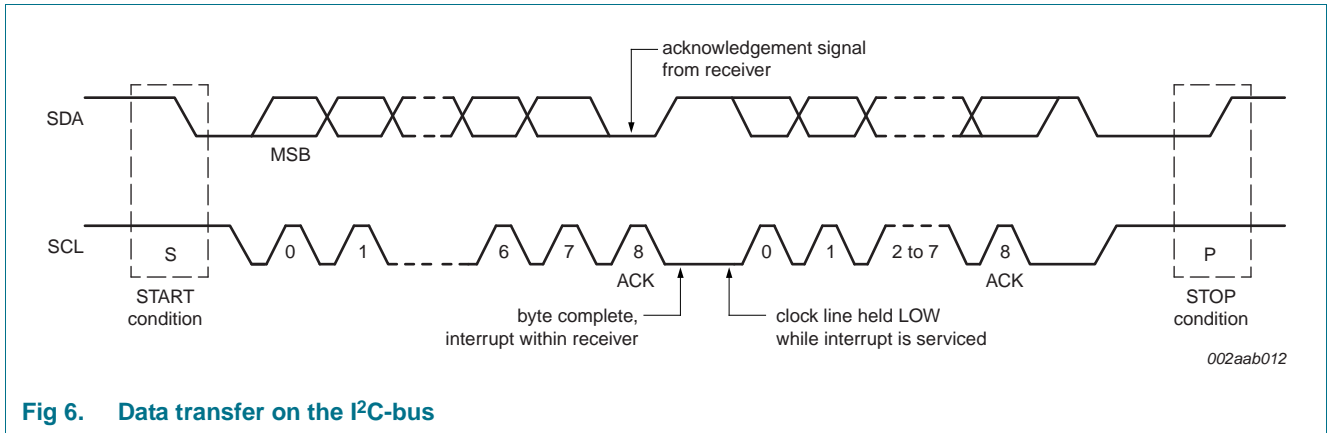 acknowledgement signal
from receiver
SDA
MSB
SCL
S
0
1
6
7
8
0
1
2 to 7
8
P
ACK
ACK
START
condition
byte complete,
interrupt within receiver
clock line held LOW
while interrupt is serviced
STOP
condition
002aab012
Fig 6. Data transfer on the I²C-bus